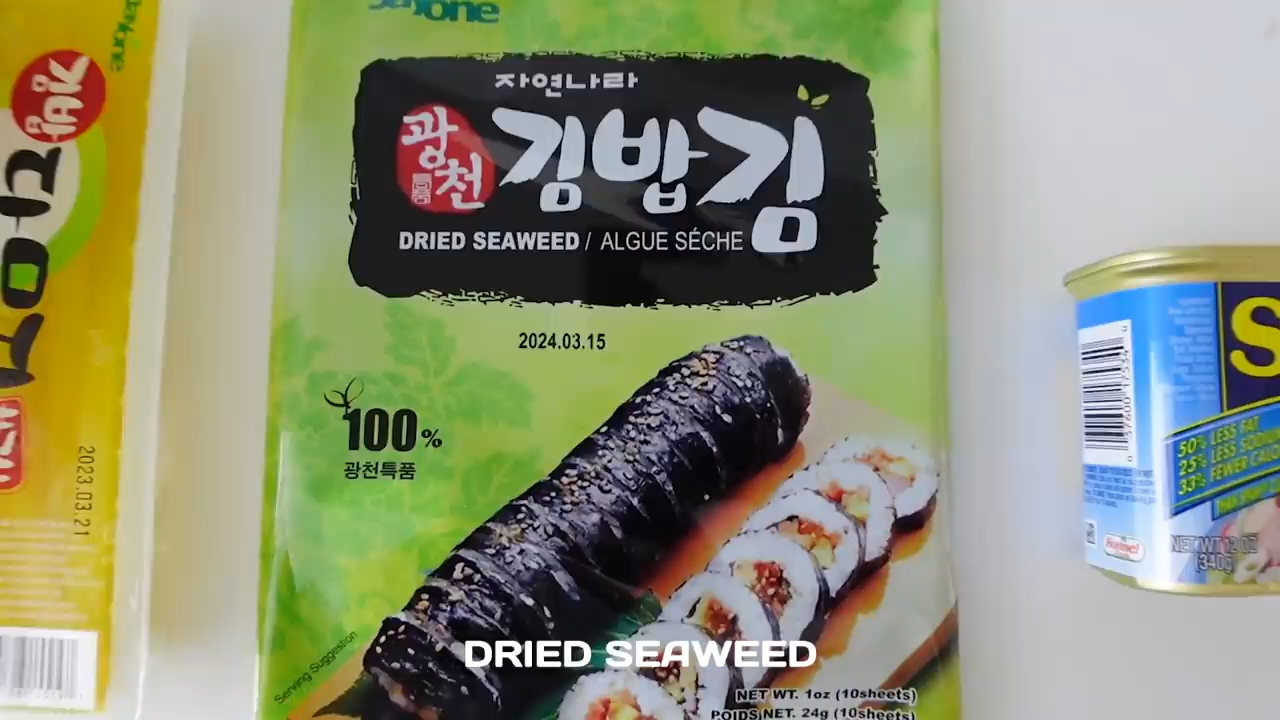 자연나라
광천
김밥김
DRIED SEAWEED / ALGUE SÉCHE
2024.03.15
100%
광천특품
Serving Suggestion
NET WT. 1oz (10sheets)
POIDS NET. 24g (10sheets)
DRIED SEAWEED
2023.03.21
S
50% LESS FAT
25% LESS SODIUM
33% FEWER CALO
Hormel
NET WT 12 OZ
(340g